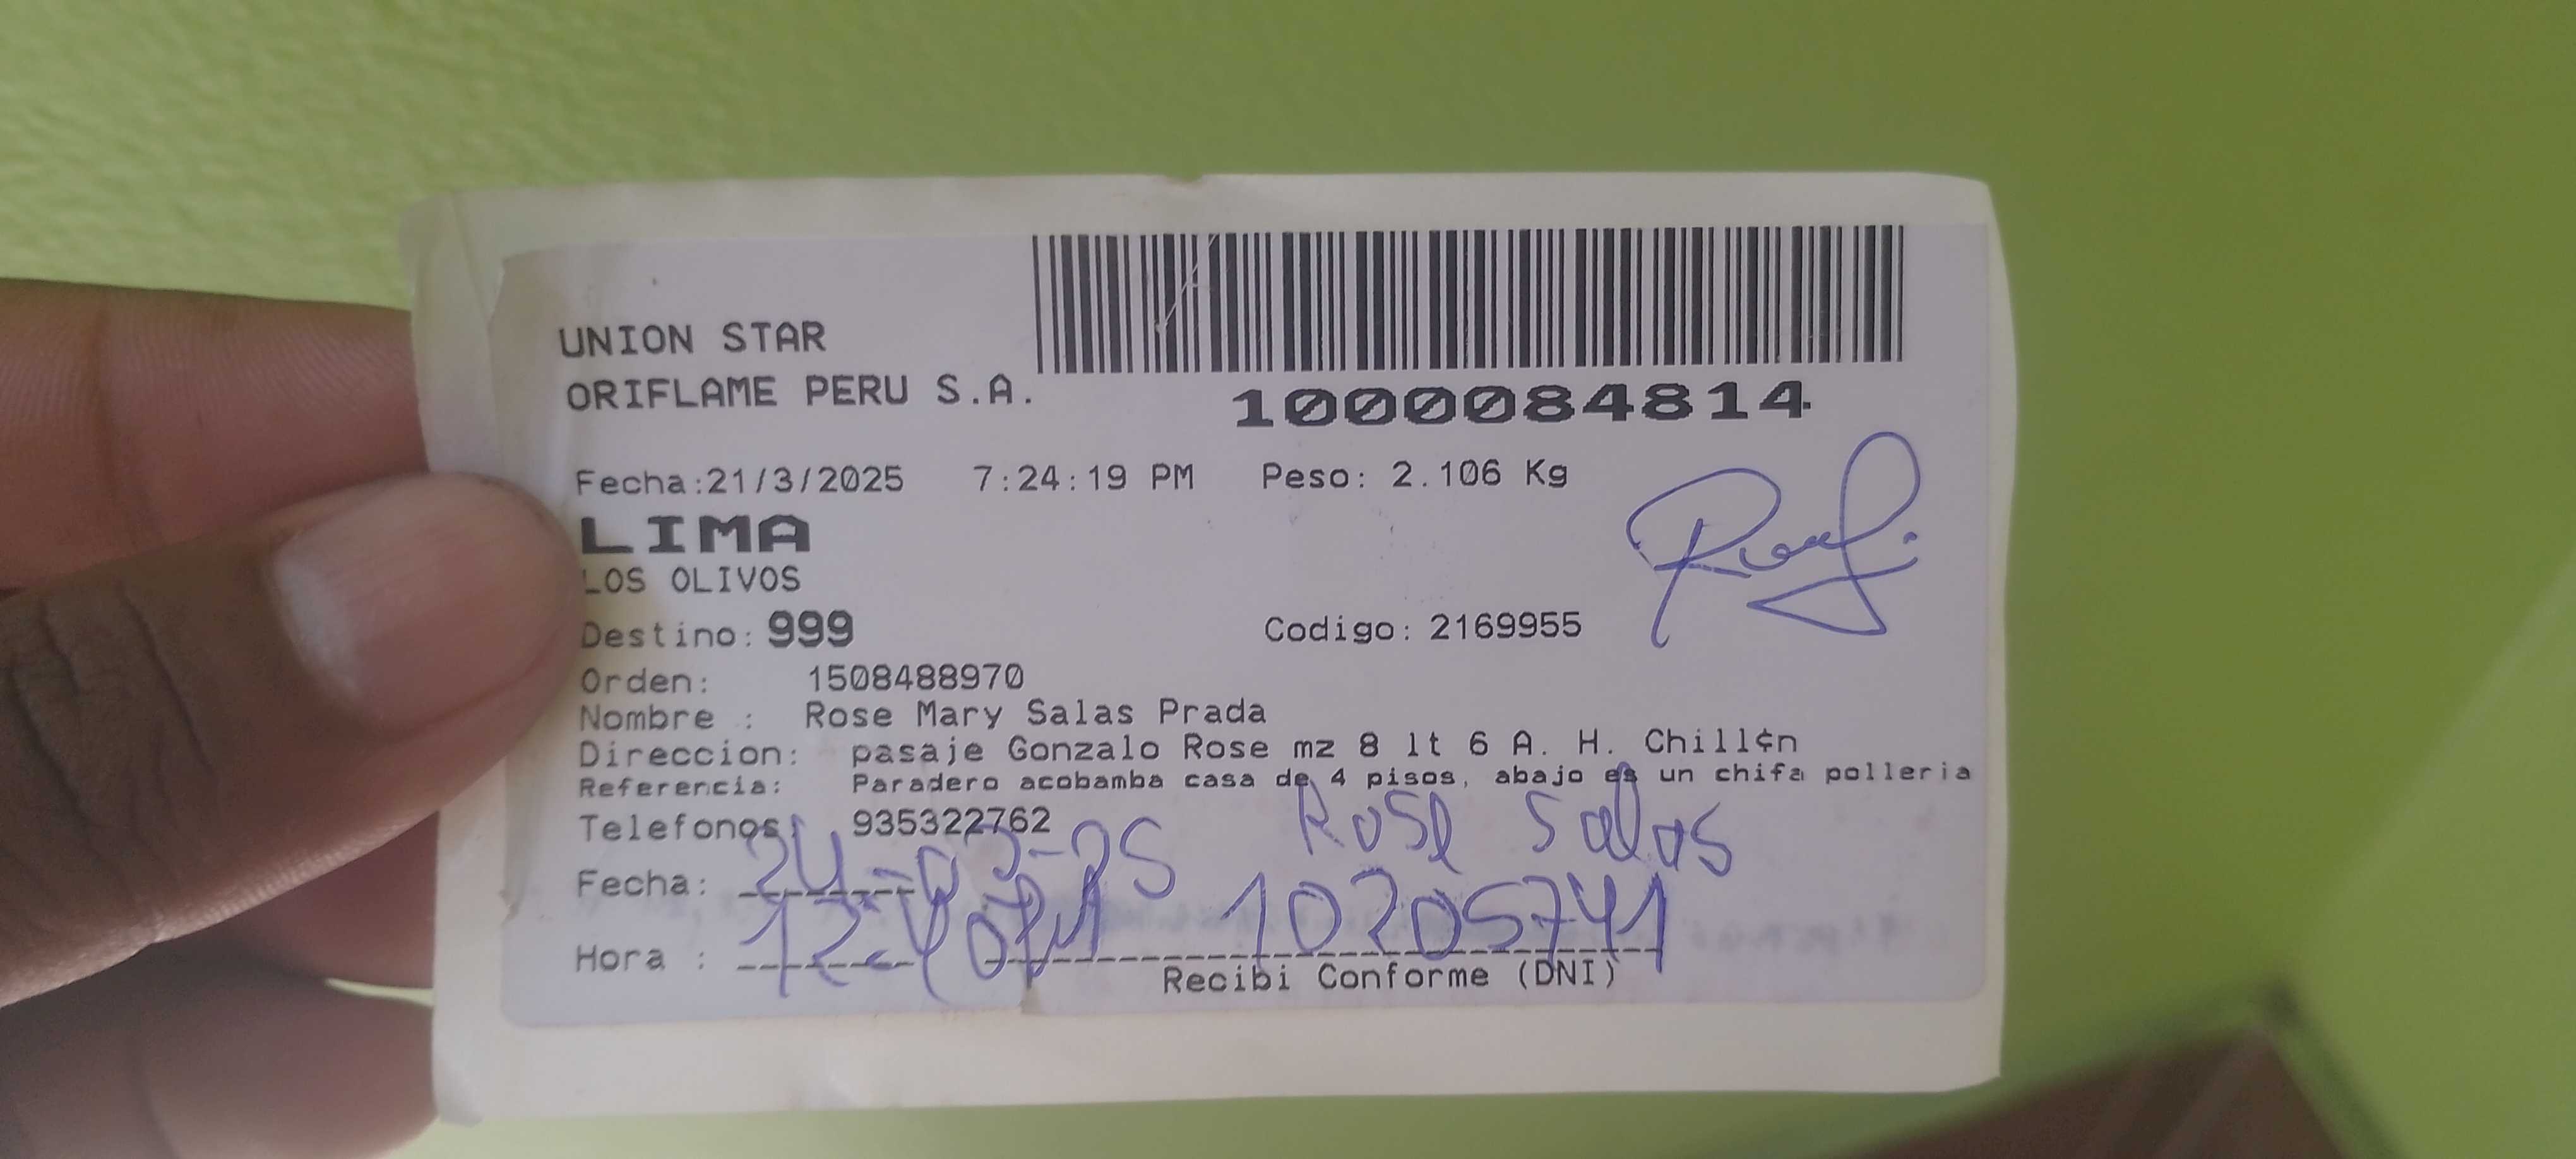 UNION STAR
ORIFLAME PERU S.A.
1000084814
Fecha:21/3/2025 7:24:19 PM Peso: 2.106 Kg
LIMA
LOS OLIVOS
Destino: 999 Codigo: 2169955
Orden: 1508488970
Nombre : Rose Mary Salas Prada
Direccion: pasaje Gonzalo Rose mz 8 lt 6 A. H. Chill¢n
Referencia: Paradero acobamba casa de 4 pisos, abajo es un chifa polleria
Telefonos: 935322762
Rose Salas
Fecha: 24-03-25
10205741
Hora : 12:40PM
Recibi Conforme (DNI)